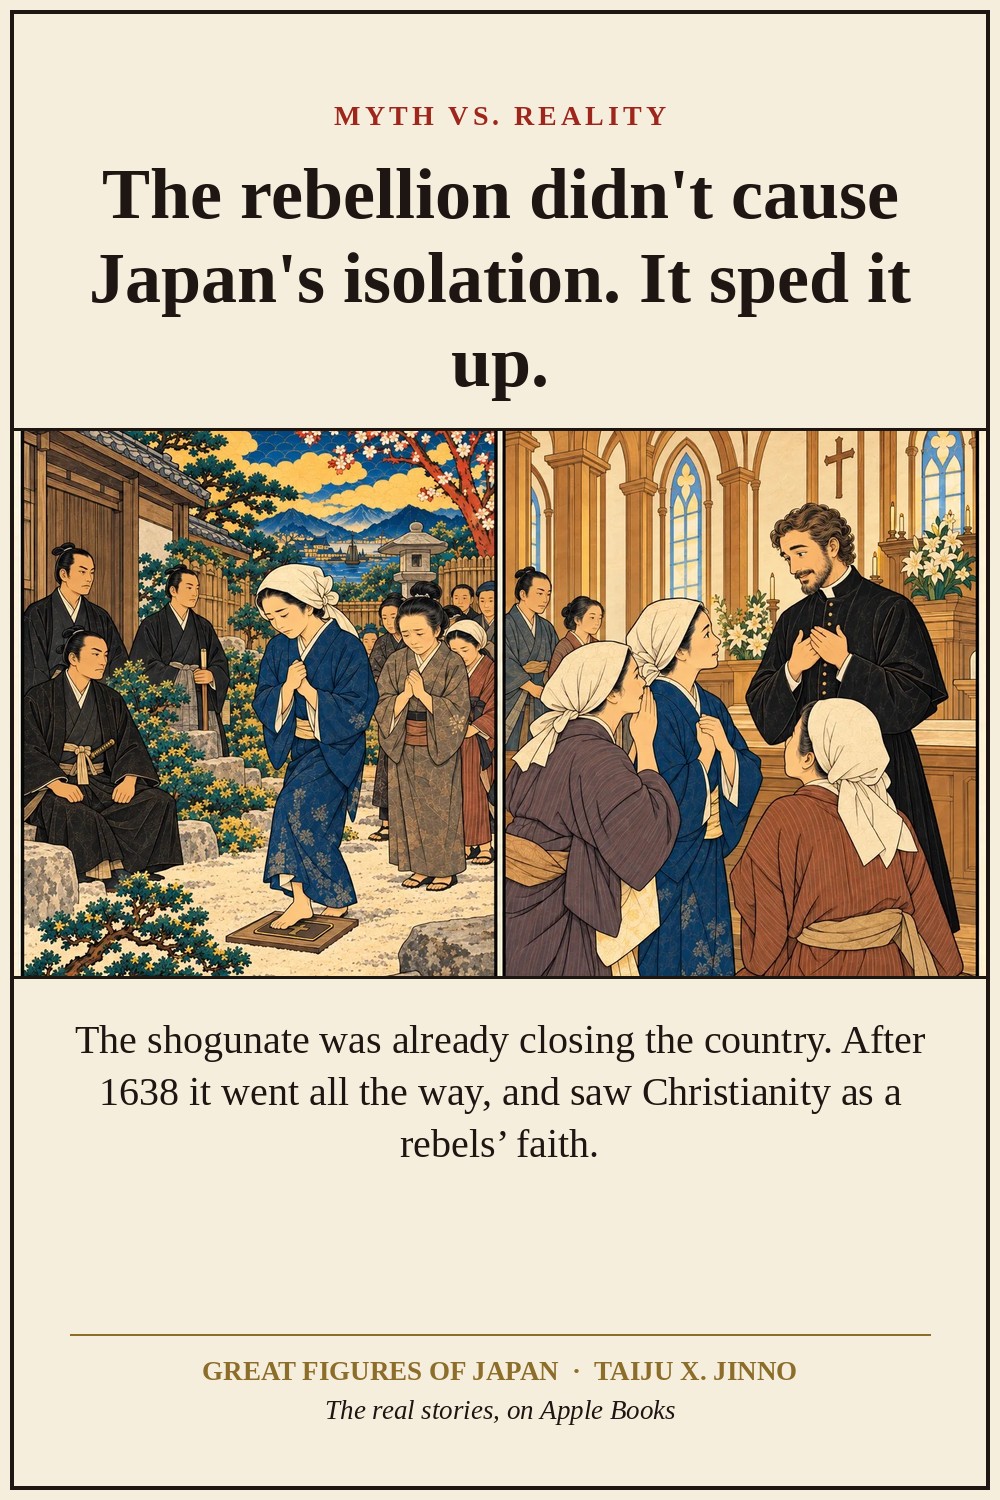 MYTH VS. REALITY
The rebellion didn't cause
Japan's isolation. It sped it
up.
The shogunate was already closing the country. After
1638 it went all the way, and saw Christianity as a
rebels’ faith.
GREAT FIGURES OF JAPAN · TAIJU X. JINNO
The real stories, on Apple Books